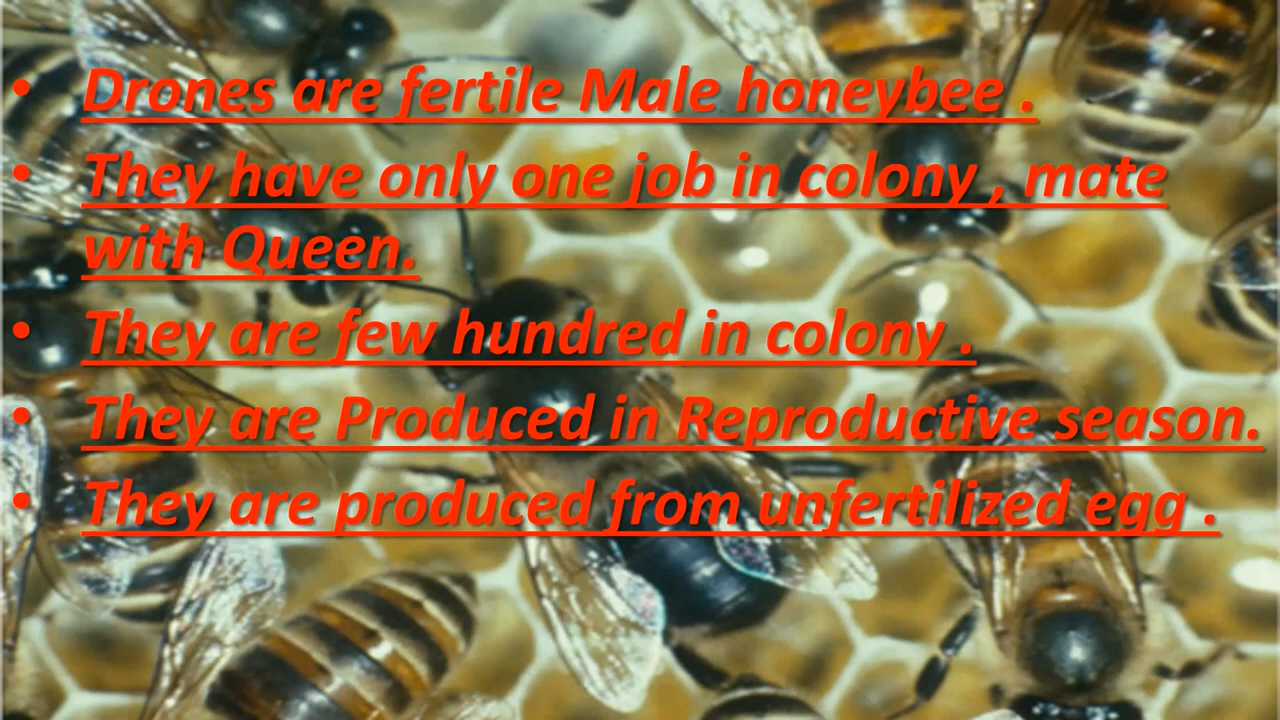 • Drones are fertile Male honeybee .
• They have only one job in colony , mate
with Queen.
• They are few hundred in colony .
• They are Produced in Reproductive season.
• They are produced from unfertilized egg .